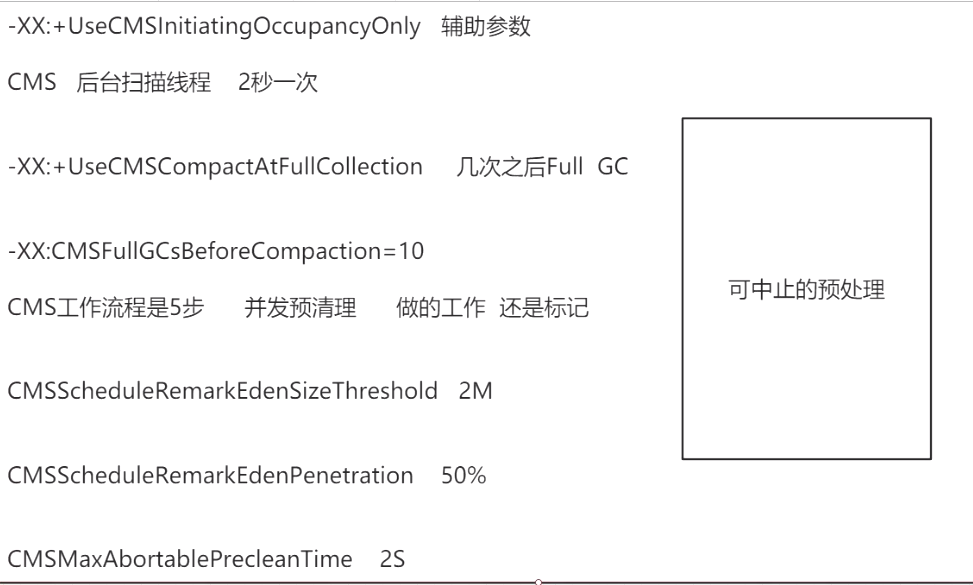 -XX:+UseCMSInitiatingOccupancyOnly 辅助参数
CMS 后台扫描线程 2秒一次
-XX:+UseCMSCompactAtFullCollection 几次之后Full GC
-XX:CMSFullGCsBeforeCompaction=10
CMS工作流程是5步 并发预清理 做的工作 还是标记
CMSScheduleRemarkEdenSizeThreshold 2M
CMSScheduleRemarkEdenPenetration 50%
CMSMaxAbortablePrecleanTime 2S
可中止的预处理